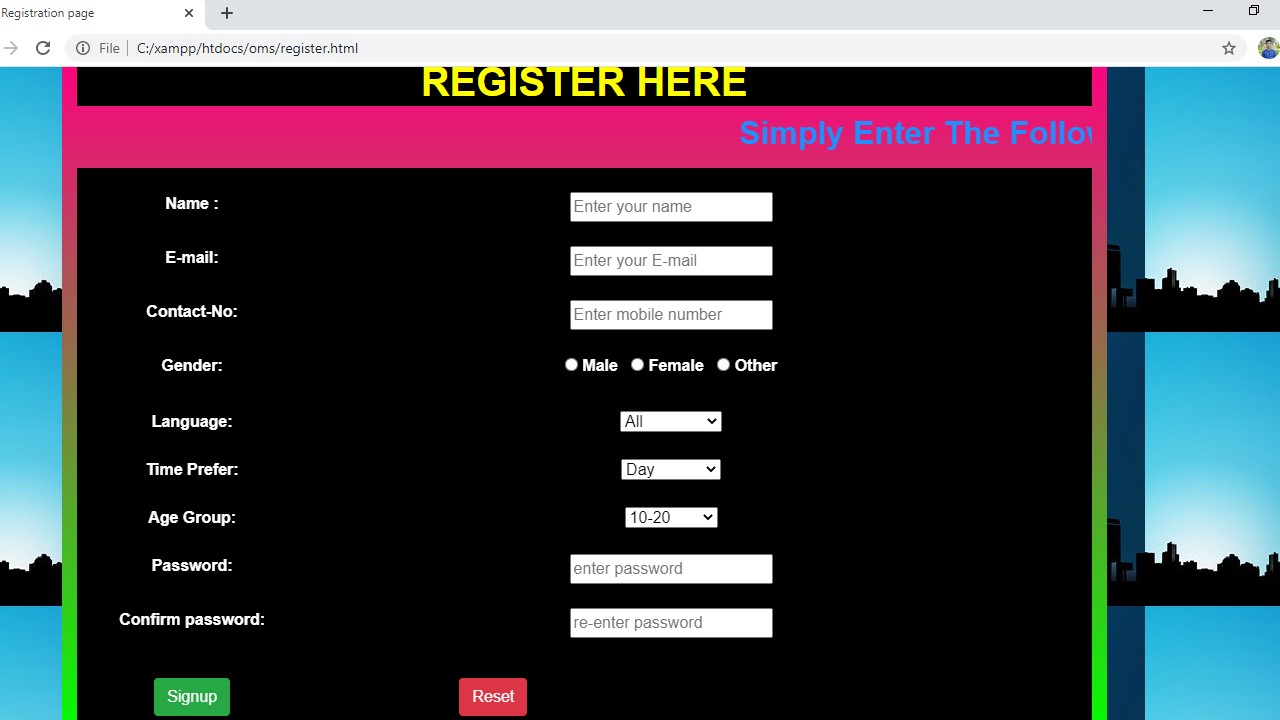 Registration page
File C:/xampp/htdocs/oms/register.html
REGISTER HERE
Simply Enter The Follow
Name : Enter your name
E-mail: Enter your E-mail
Contact-No: Enter mobile number
Gender: Male Female Other
Language: All
Time Prefer: Day
Age Group: 10-20
Password: enter password
Confirm password: re-enter password
Signup Reset